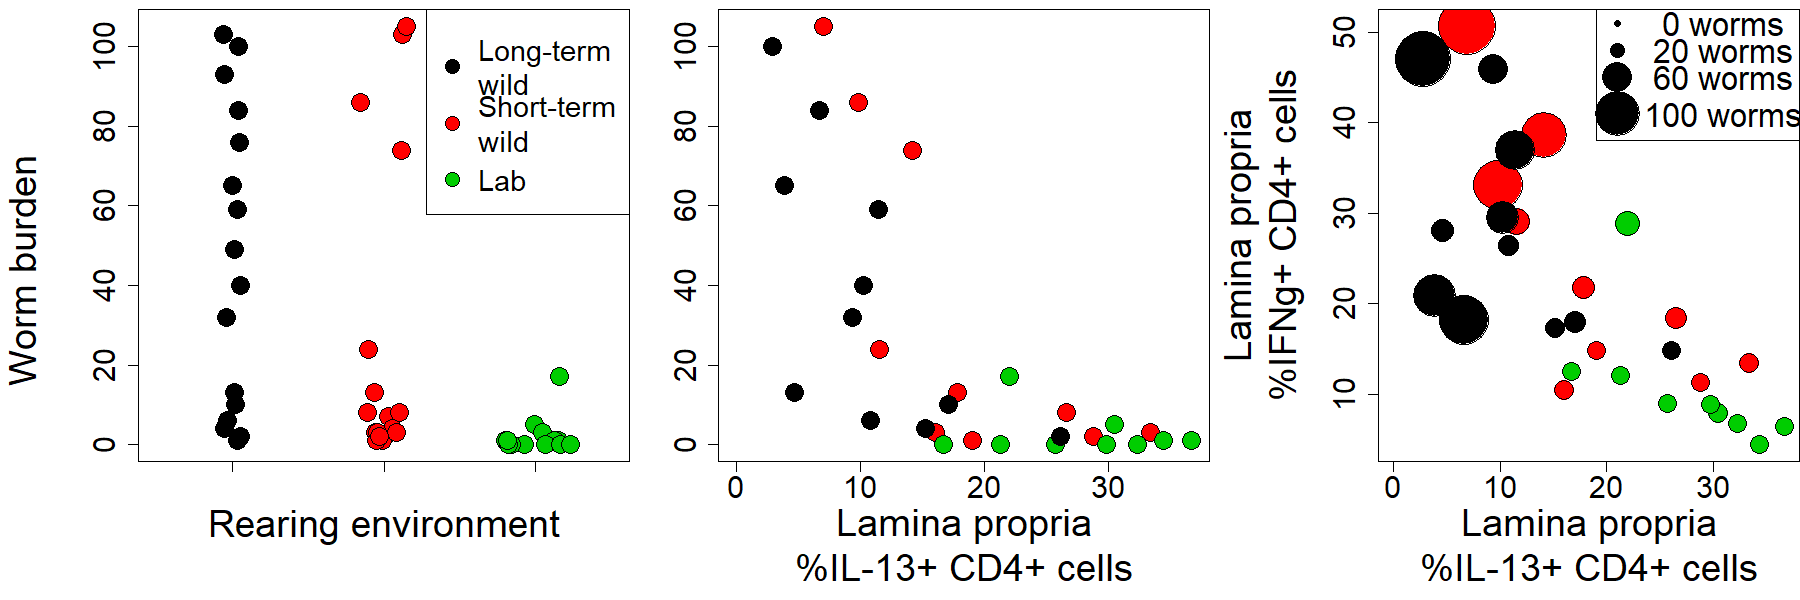 Worm burden
0
20
40
60
80
100
Long-term
wild
Short-term
wild
Lab
Rearing environment
0
20
40
60
80
100
0 10 20 30
Lamina propria
%IL-13+ CD4+ cells
Lamina propria
%IFNg+ CD4+ cells
10
20
30
40
50
0 worms
20 worms
60 worms
100 worms
0 10 20 30
Lamina propria
%IL-13+ CD4+ cells